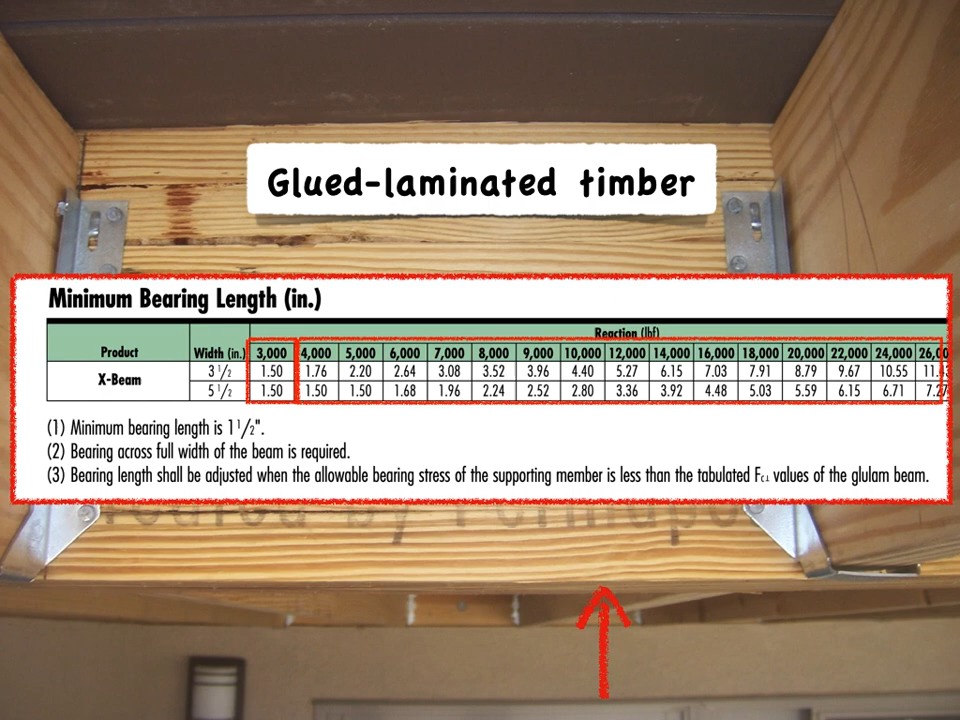 Glued-laminated timber
Minimum Bearing Length (in.)
Reaction (lbf)
Product Width (in.) 3,000 4,000 5,000 6,000 7,000 8,000 9,000 10,000 12,000 14,000 16,000 18,000 20,000 22,000 24,000
X-Beam
3 1/2 1.50 1.76 2.20 2.64 3.08 3.52 3.96 4.40 5.27 6.15 7.03 7.91 8.79 9.67 10.55
5 1/2 1.50 1.50 1.50 1.68 1.96 2.24 2.52 2.80 3.36 3.92 4.48 5.03 5.59 6.15 6.71
(1) Minimum bearing length is 1 1/2".
(2) Bearing across full width of the beam is required.
(3) Bearing length shall be adjusted when the allowable bearing stress of the supporting member is less than the tabulated Fc⊥ values of the glulam beam.
by